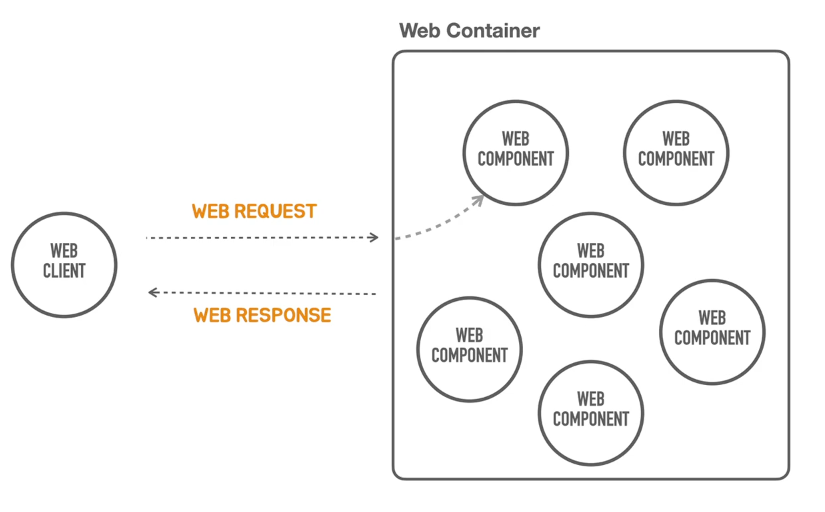 Web Container
WEB
COMPONENT
WEB
COMPONENT
WEB REQUEST
WEB
CLIENT
WEB
COMPONENT
WEB RESPONSE
WEB
COMPONENT
WEB
COMPONENT
WEB
COMPONENT